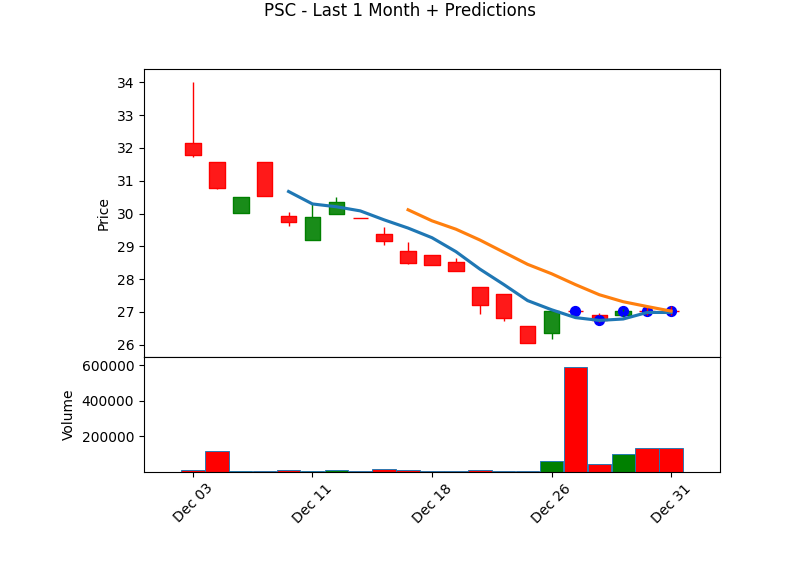 PSC - Last 1 Month + Predictions
34
33
32
31
30
29
28
27
26
Price
600000
400000
200000
Volume
Dec 03
Dec 11
Dec 18
Dec 26
Dec 31